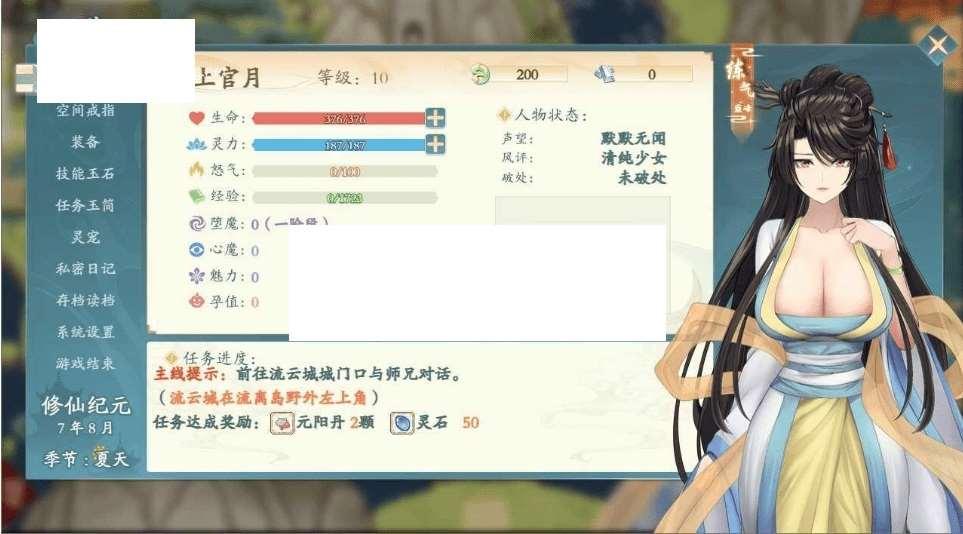 上官月
等级: 10
200
0
空间戒指
装备
技能玉石
任务玉简
灵宠
私密日记
存档读档
系统设置
游戏结束
修仙纪元
7年8月
季节:夏天
生命: 376/376
灵力: 187/187
怒气: 0/100
经验: 0/1723
堕魔: 0(一阶段)
心魔: 0
魅力: 0
孕值: 0
人物状态:
声望: 默默无闻
风评: 清纯少女
破处: 未破处
任务进度:
主线提示: 前往流云城城门口与师兄对话。
(流云城在流离岛野外左上角)
任务达成奖励: 元阳丹 2颗 灵石 50
练气